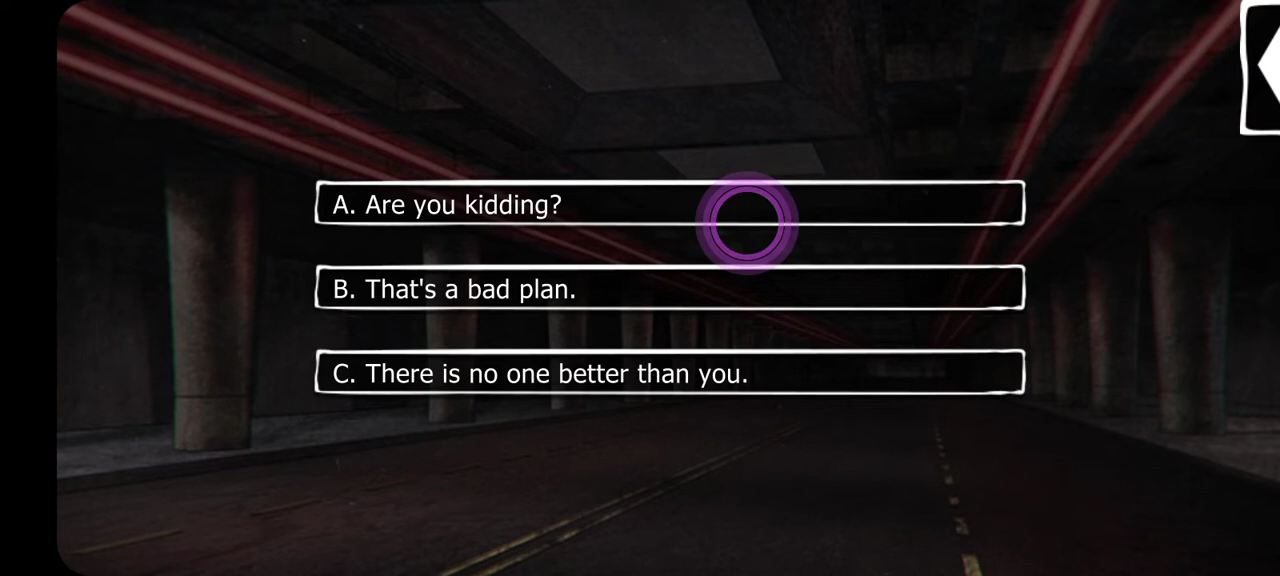 A. Are you kidding?
B. That's a bad plan.
C. There is no one better than you.